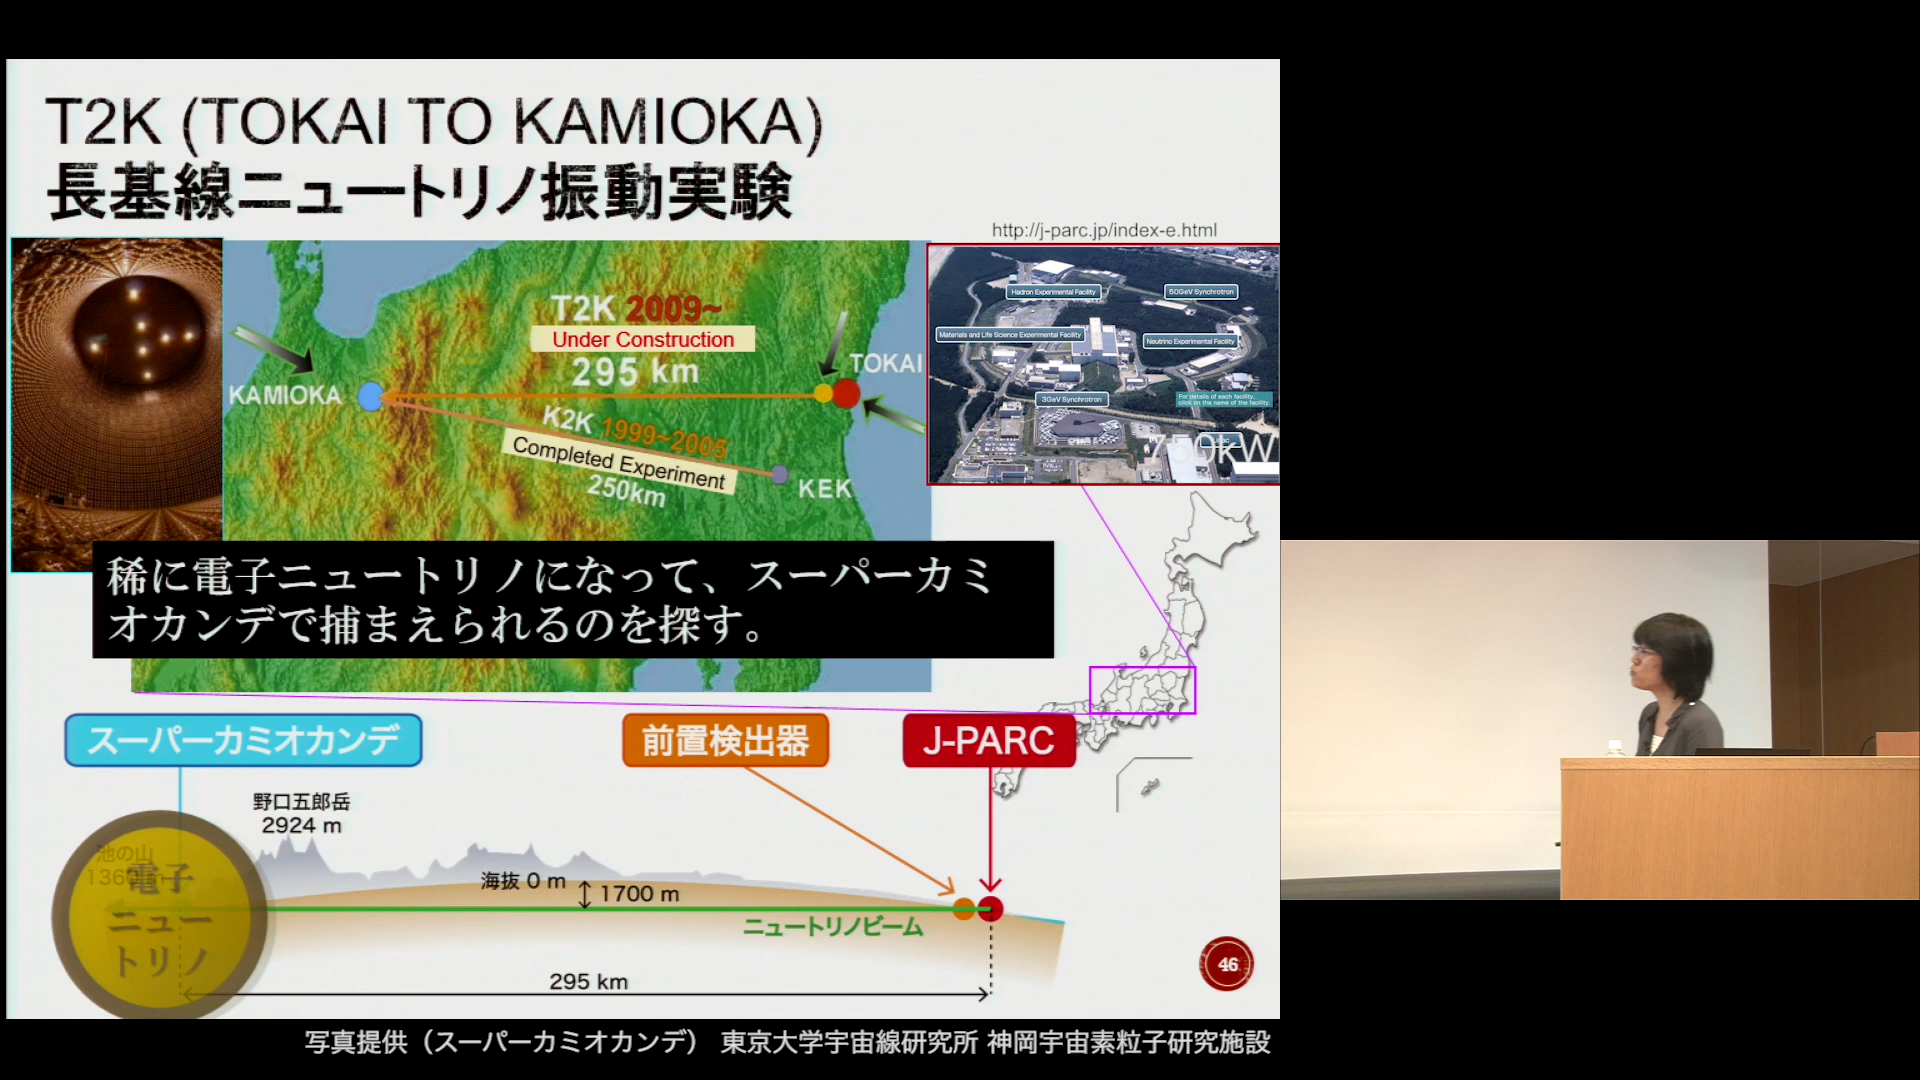 T2K (TOKAI TO KAMIOKA)
長基線ニュートリノ振動実験
http://j-parc.jp/index-e.html
T2K 2009~
Under Construction
295 km
KAMIOKA
TOKAI
K2K 1999~2005
Completed Experiment
250km
KEK
Hadron Experimental Facility
50GeV Synchrotron
Materials and Life Science Experimental Facility
Neutrino Experimental Facility
3GeV Synchrotron
For details of each facility,
click on the name of the facility.
750kW
稀に電子ニュートリノになって、スーパーカミ
オカンデで捕まえられるのを探す。
スーパーカミオカンデ
前置検出器
J-PARC
野口五郎岳
2924 m
池の山
電子
ニュー
トリノ
海抜 0 m
1700 m
ニュートリノビーム
295 km
46
写真提供（スーパーカミオカンデ） 東京大学宇宙線研究所 神岡宇宙素粒子研究施設